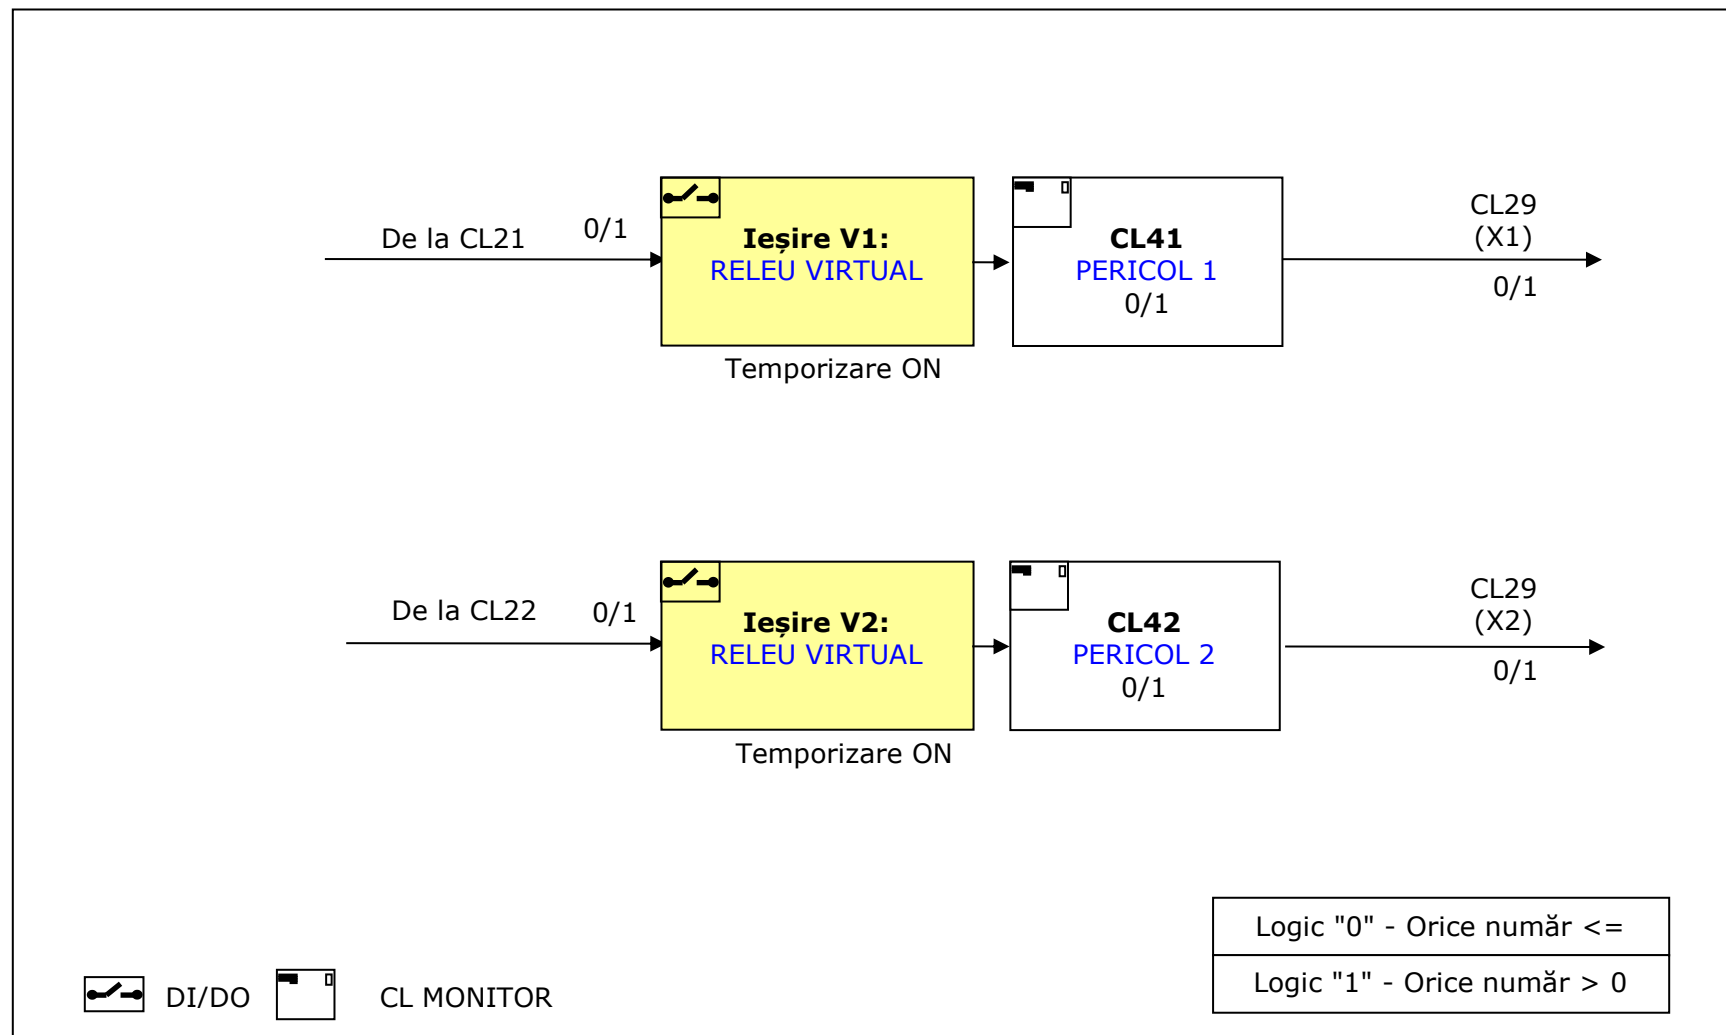 De la CL21
0/1
Ieșire V1:
RELEU VIRTUAL
Temporizare ON
CL41
PERICOL 1
0/1
CL29
(X1)
0/1
De la CL22
0/1
Ieșire V2:
RELEU VIRTUAL
Temporizare ON
CL42
PERICOL 2
0/1
CL29
(X2)
0/1
Logic "0" - Orice număr <=
Logic "1" - Orice număr > 0
DI/DO
CL MONITOR